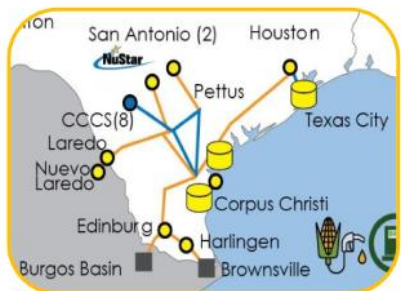 ton
San Antonio (2)
Houston
NuStar
Pettus
CCCS(8)
Texas City
Laredo
Nuevo
Laredo
Corpus Christi
Edinburg
Harlingen
Burgos Basin
Brownsville